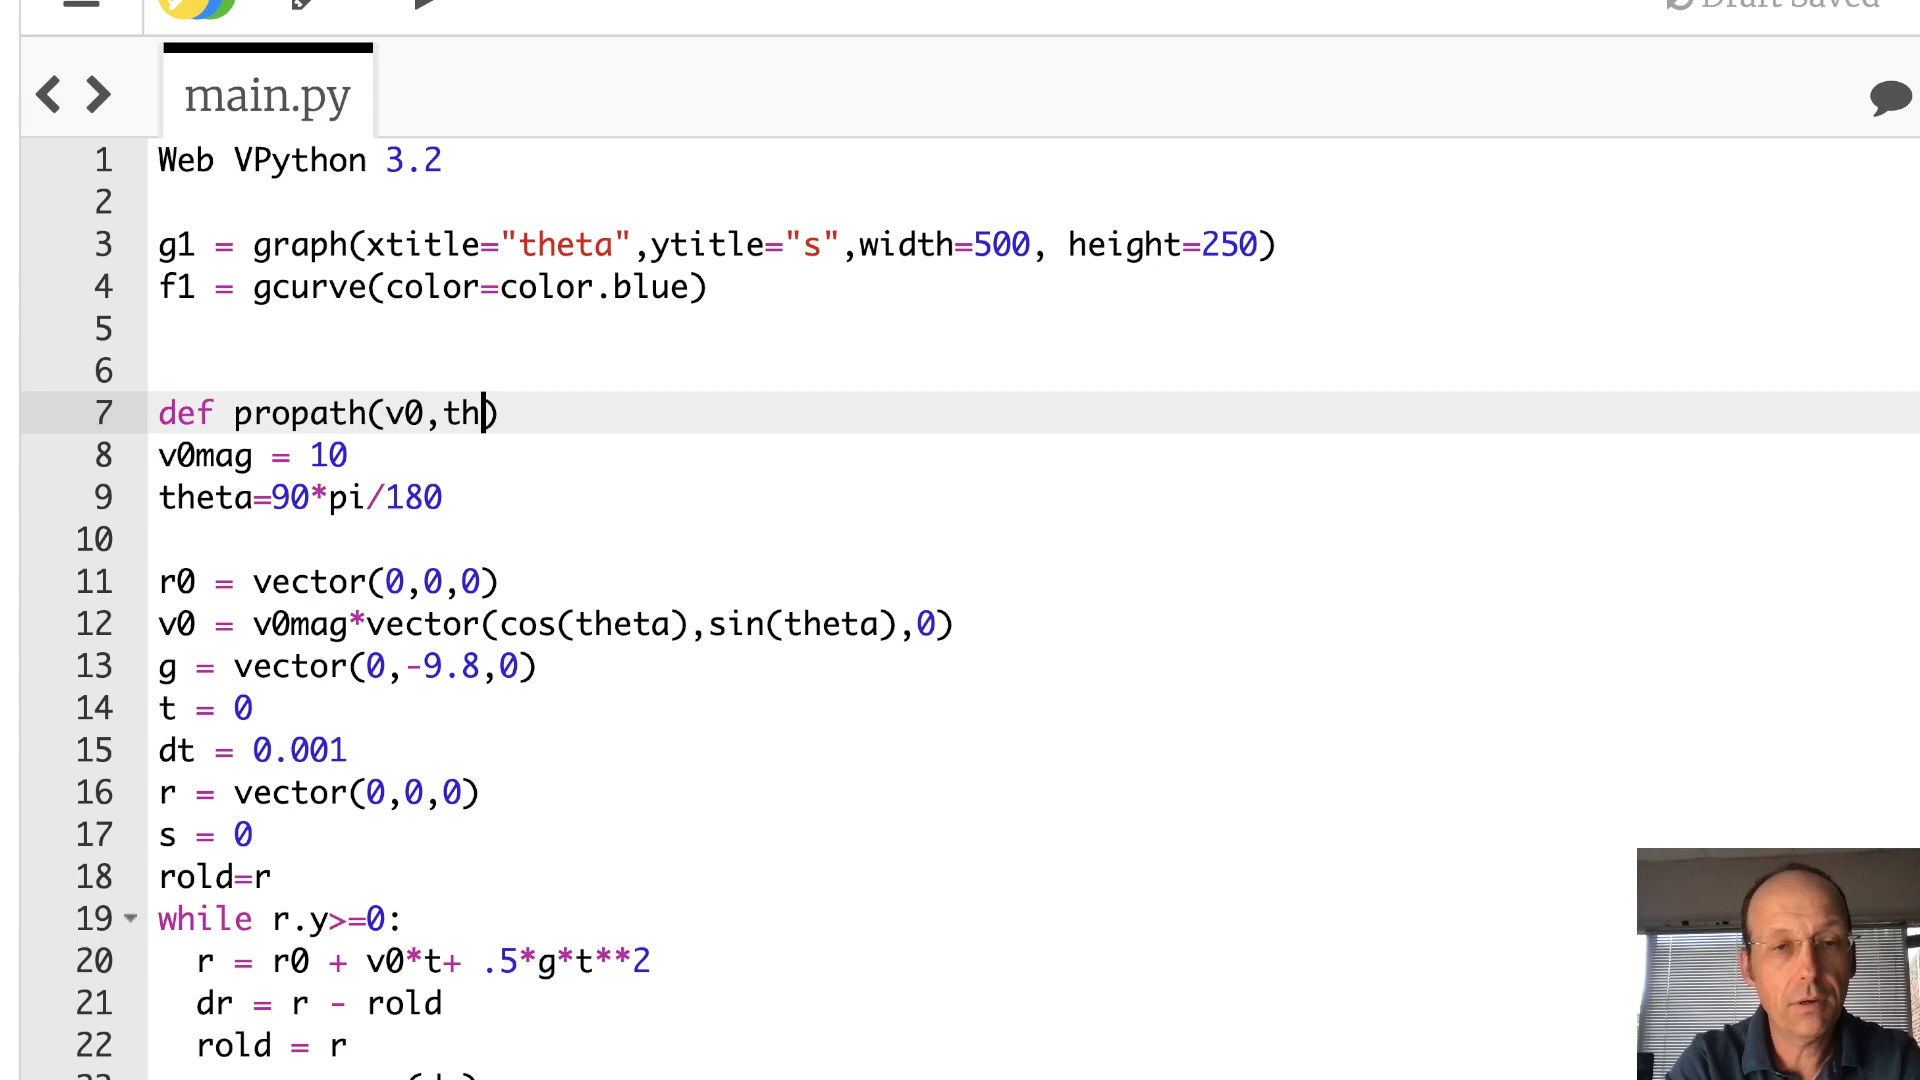 Draft Saved
main.py
1 Web VPython 3.2
2
3 g1 = graph(xtitle="theta",ytitle="s",width=500, height=250)
4 f1 = gcurve(color=color.blue)
5
6
7 def propath(v0,th)
8 v0mag = 10
9 theta=90*pi/180
10
11 r0 = vector(0,0,0)
12 v0 = v0mag*vector(cos(theta),sin(theta),0)
13 g = vector(0,-9.8,0)
14 t = 0
15 dt = 0.001
16 r = vector(0,0,0)
17 s = 0
18 rold=r
19 while r.y>=0:
20 r = r0 + v0*t+ .5*g*t**2
21 dr = r - rold
22 rold = r